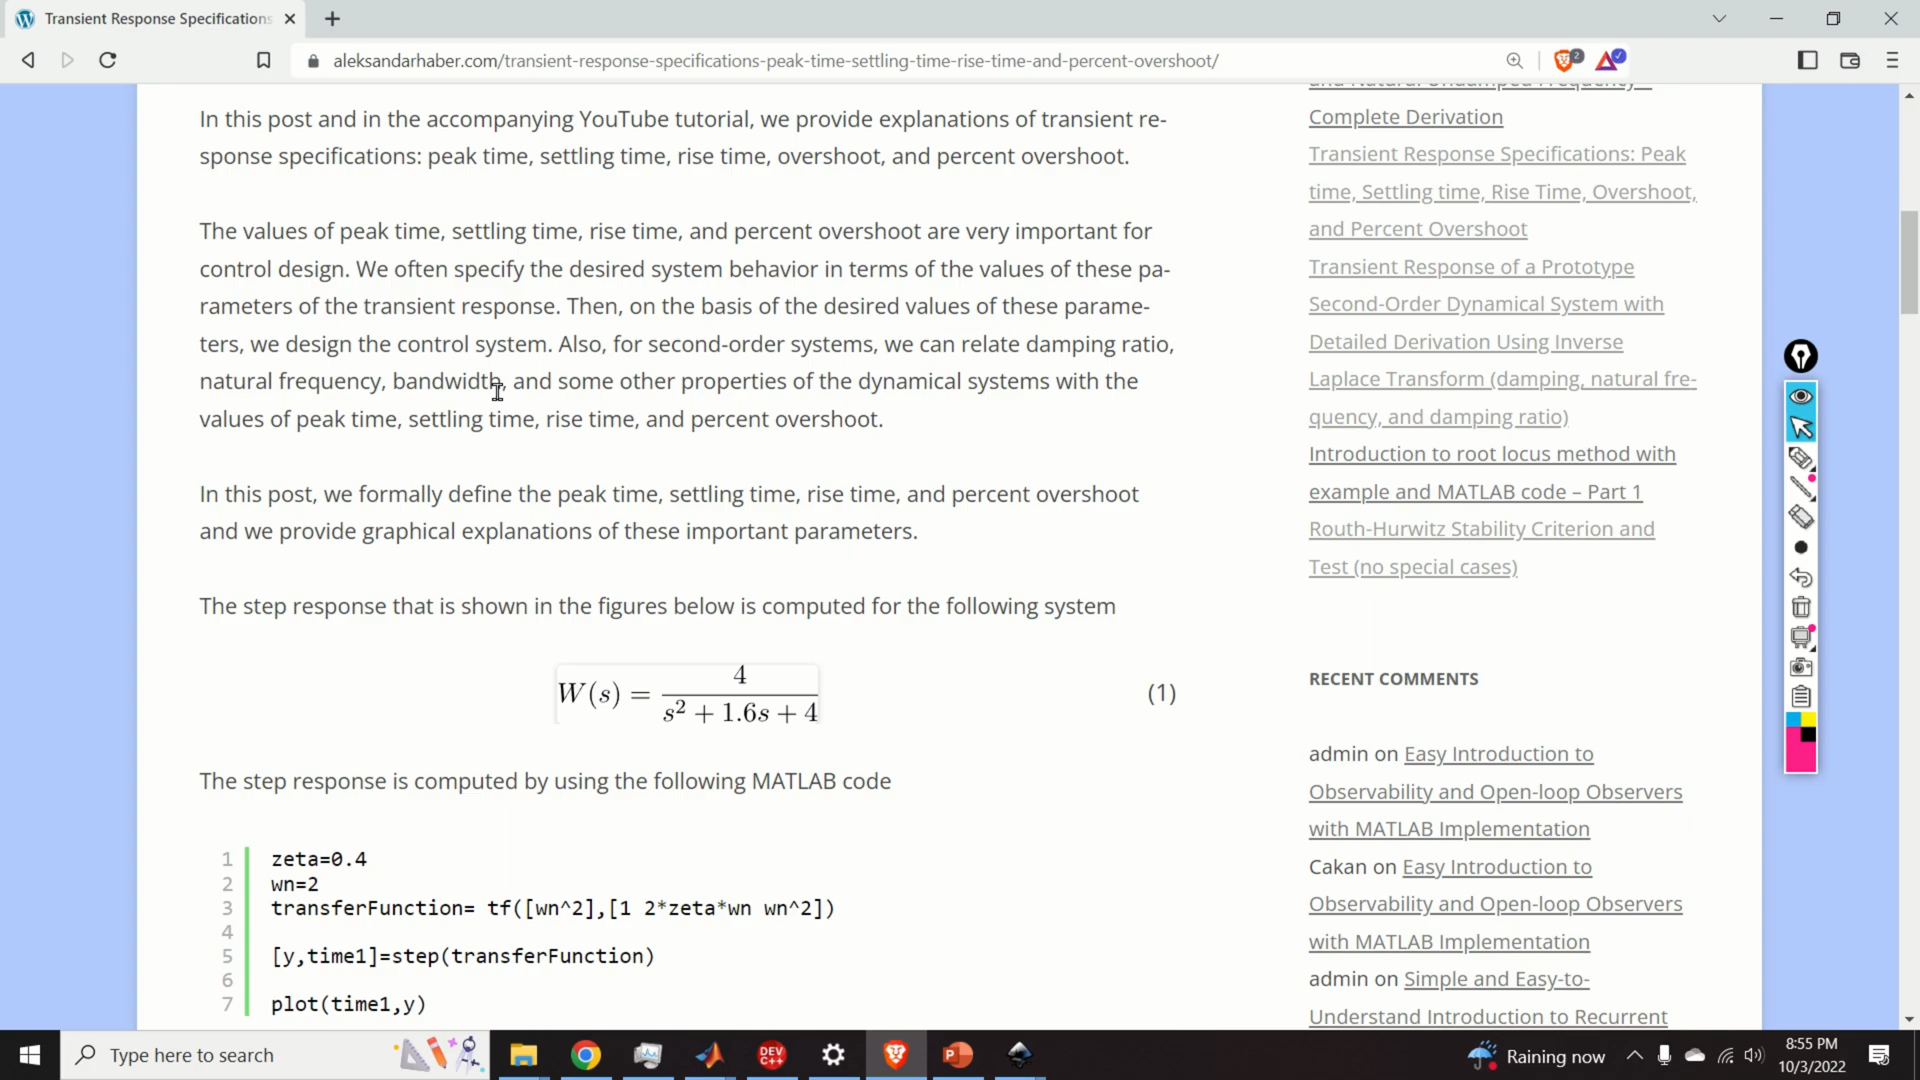 Transient Response Specifications
aleksandarhaber.com/transient-response-specifications-peak-time-settling-time-rise-time-and-percent-overshoot/
2
In this post and in the accompanying YouTube tutorial, we provide explanations of transient re-
sponse specifications: peak time, settling time, rise time, overshoot, and percent overshoot.
The values of peak time, settling time, rise time, and percent overshoot are very important for
control design. We often specify the desired system behavior in terms of the values of these pa-
rameters of the transient response. Then, on the basis of the desired values of these parame-
ters, we design the control system. Also, for second-order systems, we can relate damping ratio,
natural frequency, bandwidth, and some other properties of the dynamical systems with the
values of peak time, settling time, rise time, and percent overshoot.
In this post, we formally define the peak time, settling time, rise time, and percent overshoot
and we provide graphical explanations of these important parameters.
The step response that is shown in the figures below is computed for the following system
W(s) = 4 / (s² + 1.6s + 4) (1)
The step response is computed by using the following MATLAB code
1 zeta=0.4
2 wn=2
3 transferFunction= tf([wn^2],[1 2*zeta*wn wn^2])
4
5 [y,time1]=step(transferFunction)
6
7 plot(time1,y)
and Natural Undamped Frequency –
Complete Derivation
Transient Response Specifications: Peak
time, Settling time, Rise Time, Overshoot,
and Percent Overshoot
Transient Response of a Prototype
Second-Order Dynamical System with
Detailed Derivation Using Inverse
Laplace Transform (damping, natural fre-
quency, and damping ratio)
Introduction to root locus method with
example and MATLAB code – Part 1
Routh-Hurwitz Stability Criterion and
Test (no special cases)
RECENT COMMENTS
admin on Easy Introduction to
Observability and Open-loop Observers
with MATLAB Implementation
Cakan on Easy Introduction to
Observability and Open-loop Observers
with MATLAB Implementation
admin on Simple and Easy-to-
Understand Introduction to Recurrent
Type here to search
DEV
C++
P
Raining now
8:55 PM
10/3/2022